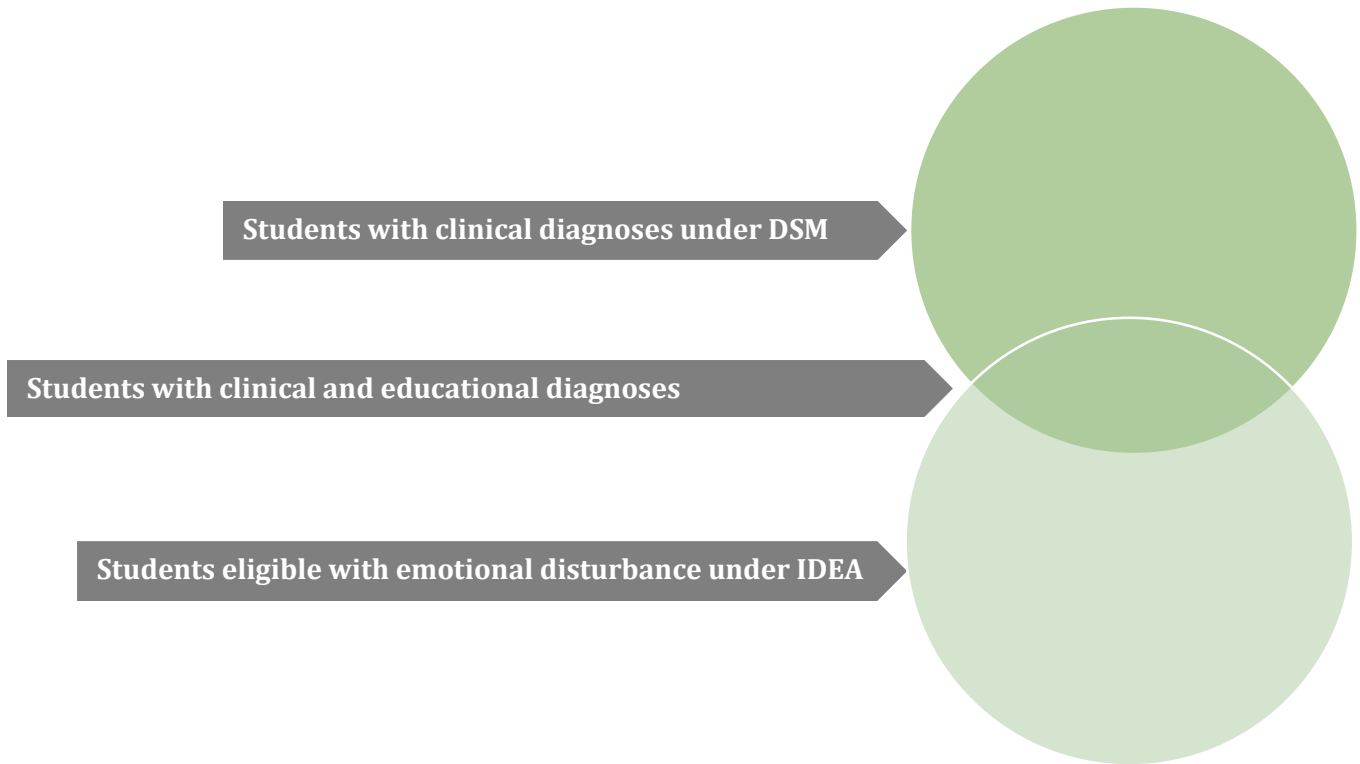 Students with clinical diagnoses under DSM
Students with clinical and educational diagnoses
Students eligible with emotional disturbance under IDEA